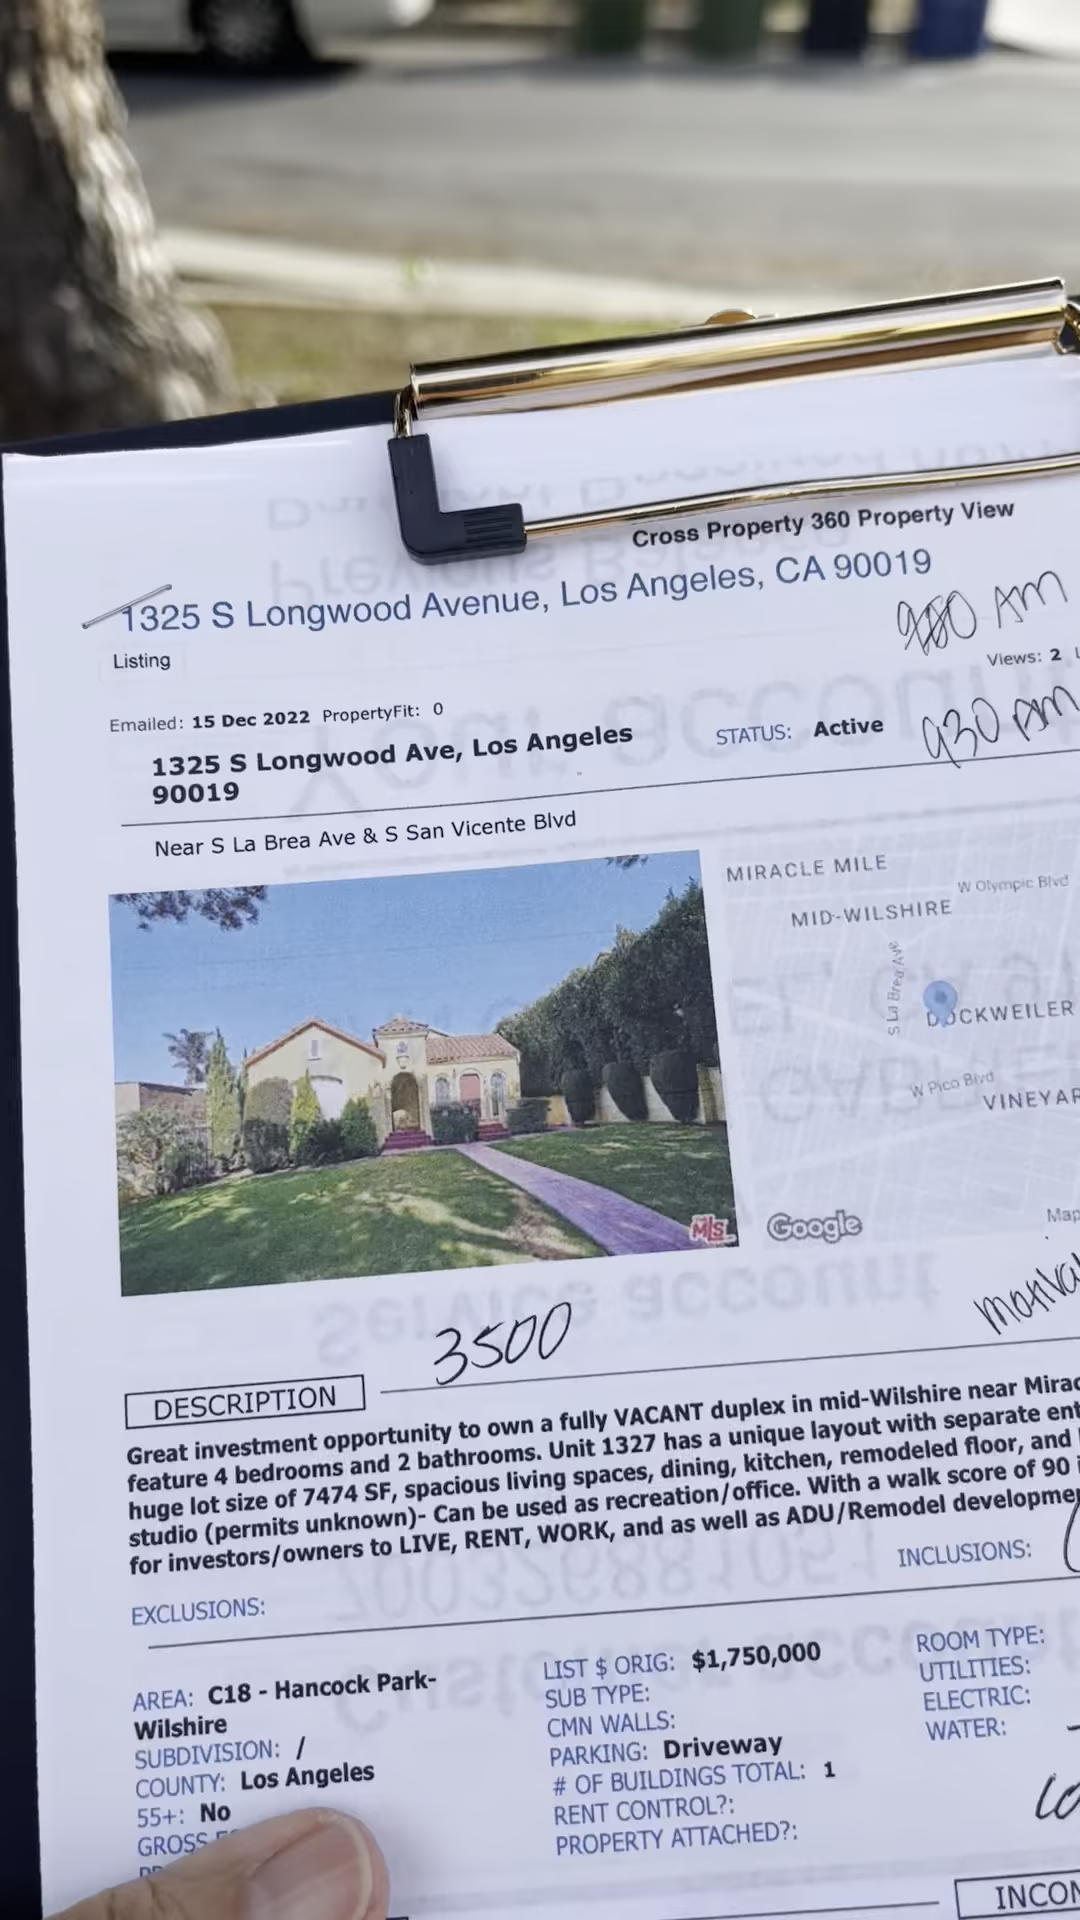 Cross Property 360 Property View
1325 S Longwood Avenue, Los Angeles, CA 90019
AM
Listing
Views: 2
Emailed: 15 Dec 2022 PropertyFit: 0
1325 S Longwood Ave, Los Angeles
90019
STATUS: Active
930 AM
Near S La Brea Ave & S San Vicente Blvd
MIRACLE MILE
W Olympic Blvd
MID-WILSHIRE
S La Brea Ave
DOCKWEILER
W Pico Blvd
VINEYAR
MLS
Google
Map
3500
DESCRIPTION
Great investment opportunity to own a fully VACANT duplex in mid-Wilshire near Mirac
feature 4 bedrooms and 2 bathrooms. Unit 1327 has a unique layout with separate ent
huge lot size of 7474 SF, spacious living spaces, dining, kitchen, remodeled floor, and
studio (permits unknown)- Can be used as recreation/office. With a walk score of 90 i
for investors/owners to LIVE, RENT, WORK, and as well as ADU/Remodel developme
INCLUSIONS:
EXCLUSIONS:
AREA: C18 - Hancock Park-
Wilshire
SUBDIVISION: /
COUNTY: Los Angeles
55+: No
GROSS
LIST $ ORIG: $1,750,000
SUB TYPE:
CMN WALLS:
PARKING: Driveway
# OF BUILDINGS TOTAL: 1
RENT CONTROL?:
PROPERTY ATTACHED?:
ROOM TYPE:
UTILITIES:
ELECTRIC:
WATER:
INCOM